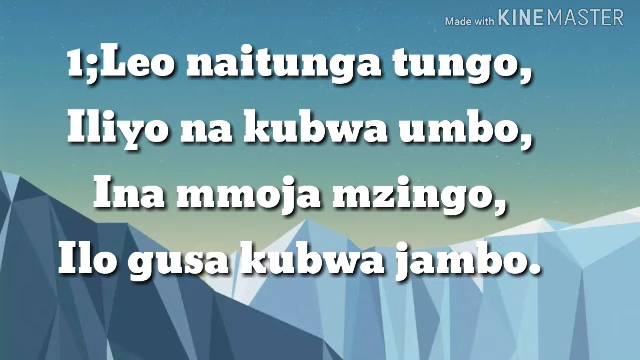 Made with KINEMASTER
1;Leo naitunga tungo,
Iliyo na kubwa umbo,
Ina mmoja mzingo,
Ilo gusa kubwa jambo.